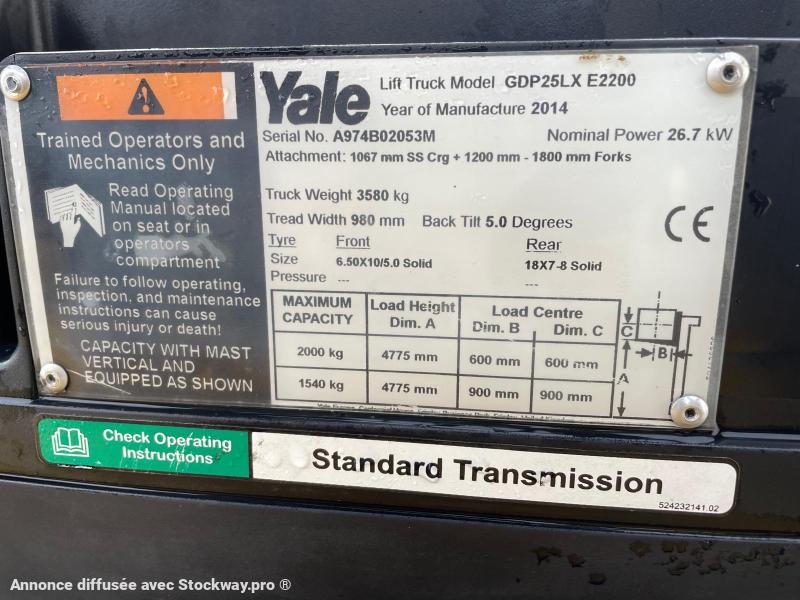 Trained Operators and
Mechanics Only
Read Operating
Manual located
on seat or in
operators
compartment
Failure to follow operating,
inspection, and maintenance
instructions can cause
serious injury or death!
CAPACITY WITH MAST
VERTICAL AND
EQUIPPED AS SHOWN
Yale Lift Truck Model GDP25LX E2200
Year of Manufacture 2014
Serial No. A974B02053M Nominal Power 26.7 kW
Attachment: 1067 mm SS Crg + 1200 mm - 1800 mm Forks
Truck Weight 3580 kg
Tread Width 980 mm Back Tilt 5.0 Degrees
CE
Tyre Front Rear
Size 6.50X10/5.0 Solid 18X7-8 Solid
Pressure --- ---
MAXIMUM CAPACITY Load Height Dim. A Load Centre Dim. B Dim. C
2000 kg 4775 mm 600 mm 600 mm
1540 kg 4775 mm 900 mm 900 mm
C
B
A
Check Operating
Instructions
Standard Transmission
524232141.02
Annonce diffusée avec Stockway.pro ®